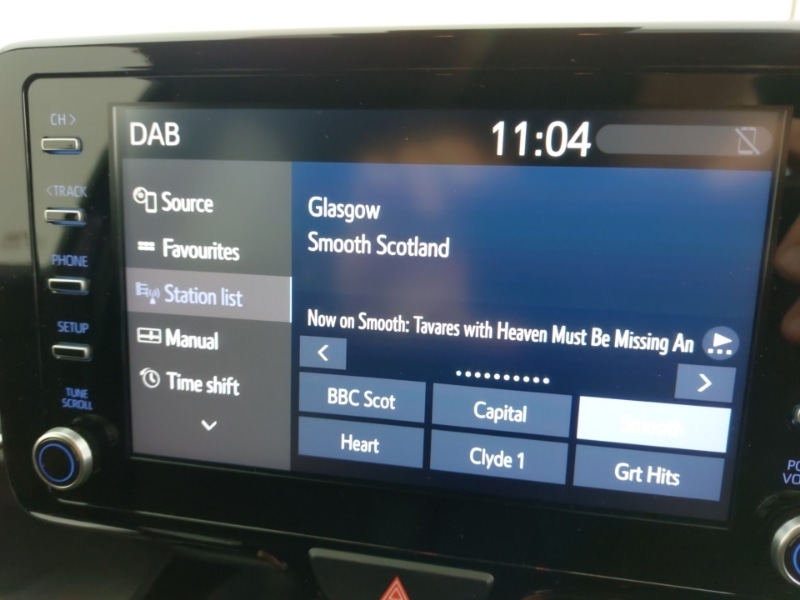 CH >
< TRACK
PHONE
SETUP
TUNE
SCROLL
DAB
11:04
Source
Favourites
Station list
Manual
Time shift
Glasgow
Smooth Scotland
Now on Smooth: Tavares with Heaven Must Be Missing An
<
>
BBC Scot
Capital
Smooth
Heart
Clyde 1
Grt Hits